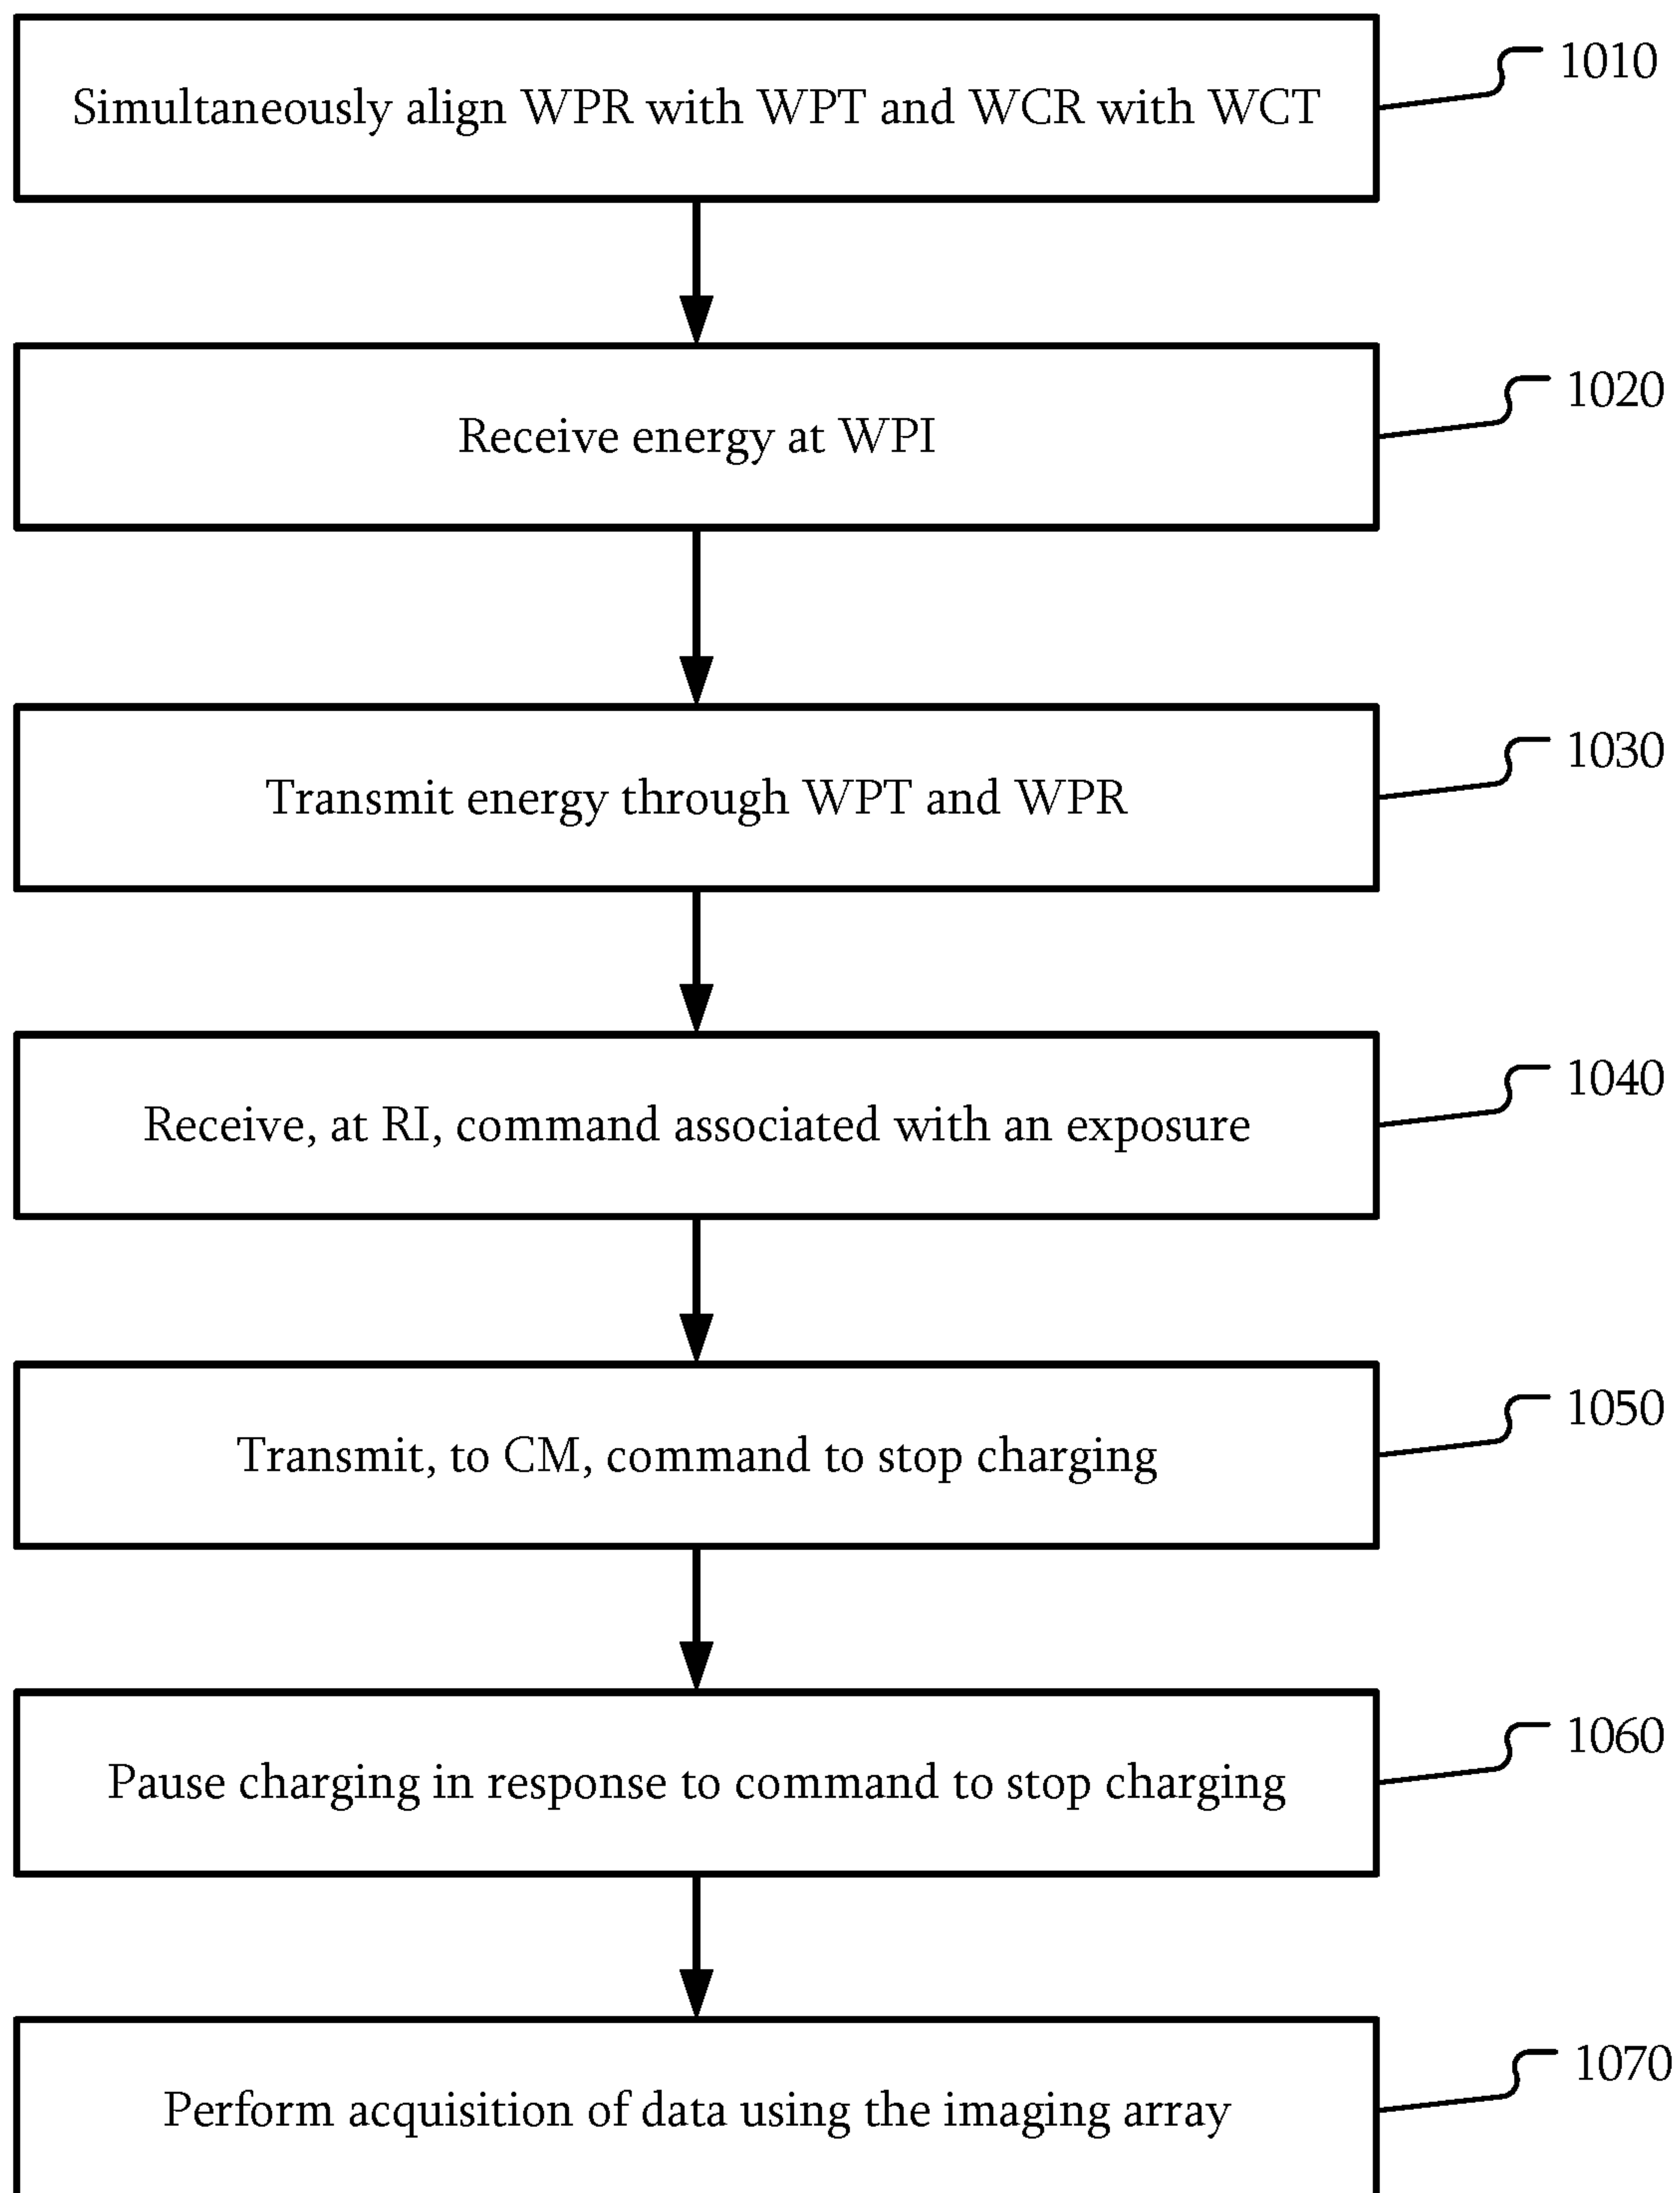 Simultaneously align WPR with WPT and WCR with WCT
1010
Receive energy at WPI
1020
Transmit energy through WPT and WPR
1030
Receive, at RI, command associated with an exposure
1040
Transmit, to CM, command to stop charging
1050
Pause charging in response to command to stop charging
1060
Perform acquisition of data using the imaging array
1070